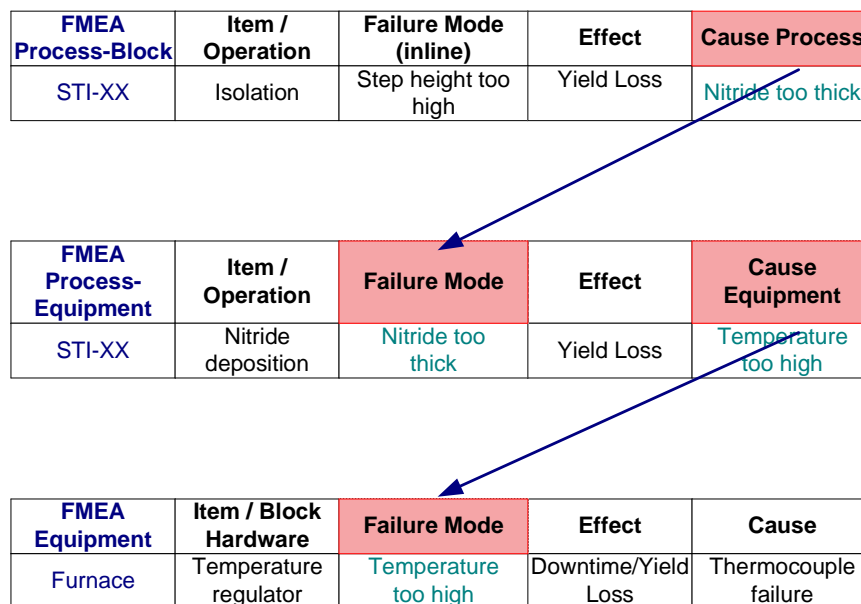 FMEA
Process-Block
Item /
Operation
Failure Mode
(inline)
Effect
Cause Process
STI-XX
Isolation
Step height too
high
Yield Loss
Nitride too thick
FMEA
Process-
Equipment
Item /
Operation
Failure Mode
Effect
Cause
Equipment
STI-XX
Nitride
deposition
Nitride too
thick
Yield Loss
Temperature
too high
FMEA
Equipment
Item / Block
Hardware
Failure Mode
Effect
Cause
Furnace
Temperature
regulator
Temperature
too high
Downtime/Yield
Loss
Thermocouple
failure